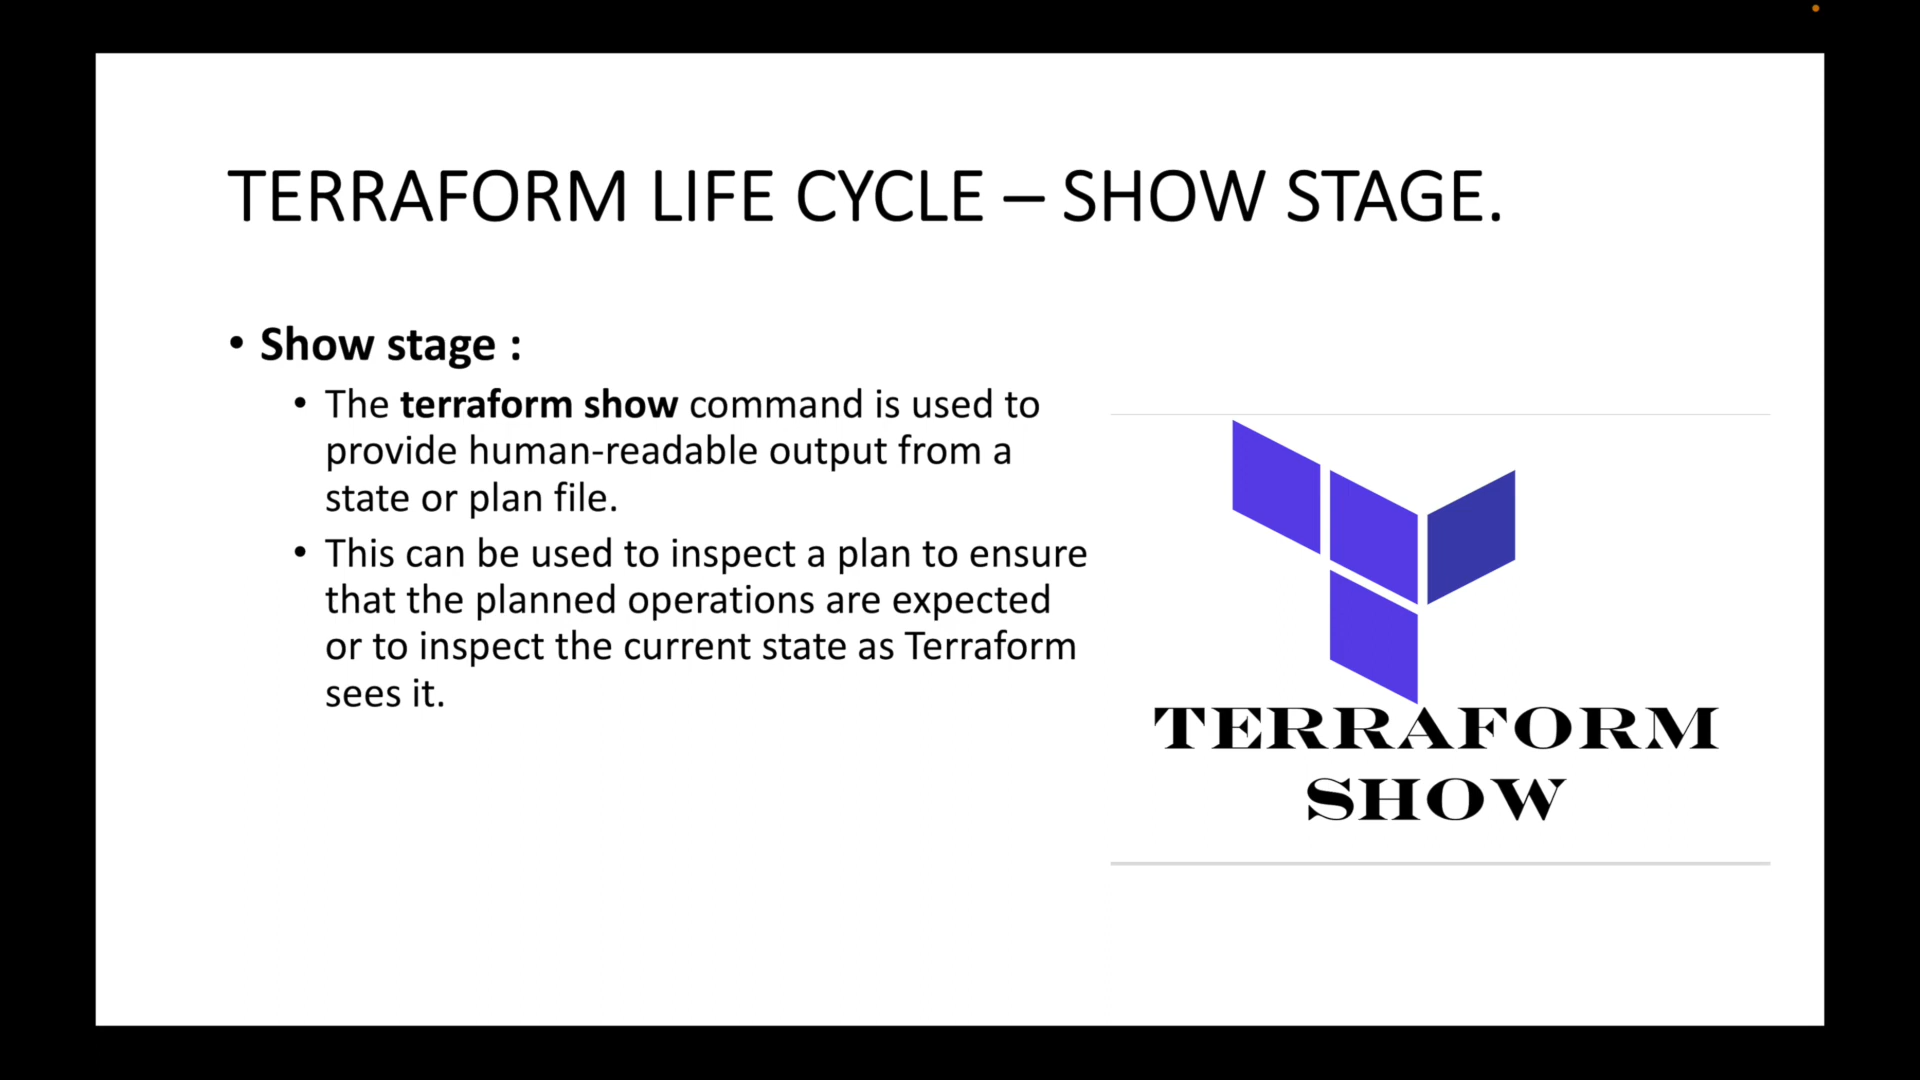 TERRAFORM LIFE CYCLE – SHOW STAGE.
• Show stage :
• The terraform show command is used to
provide human-readable output from a
state or plan file.
• This can be used to inspect a plan to ensure
that the planned operations are expected
or to inspect the current state as Terraform
sees it.
TERRAFORM
SHOW